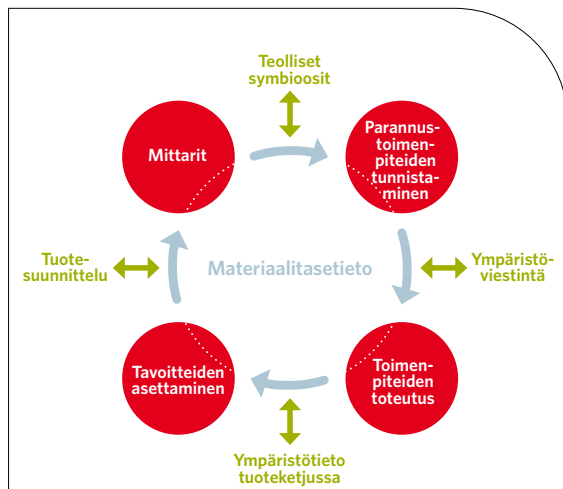 Teolliset
symbioosit
Mittarit
Parannus-
toimen-
piteiden
tunnista-
minen
Tuote-
suunnittelu
Materiaalitasetieto
Ympäristö-
viestintä
Tavoitteiden
asettaminen
Toimen-
piteiden
toteutus
Ympäristötieto
tuoteketjussa